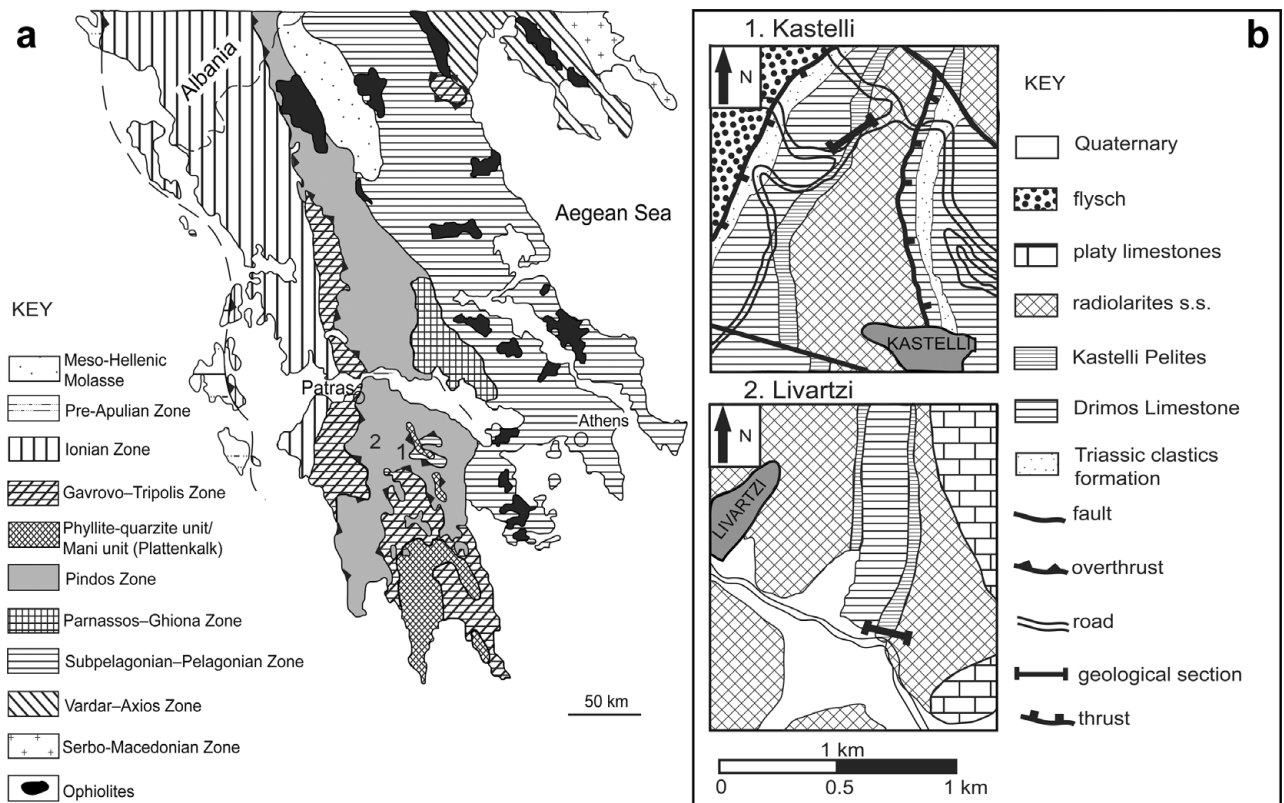 a
Albania
Aegean Sea
Patras
Athens
2
1
50 km
KEY
Meso-Hellenic
Molasse
Pre-Apulian Zone
Ionian Zone
Gavrovo–Tripolis Zone
Phyllite-quarzite unit/
Mani unit (Plattenkalk)
Pindos Zone
Parnassos–Ghiona Zone
Subpelagonian–Pelagonian Zone
Vardar–Axios Zone
Serbo-Macedonian Zone
Ophiolites
b
1. Kastelli
N
KASTELLI
2. Livartzi
N
LIVARTZI
1 km
0
0.5
1 km
KEY
Quaternary
flysch
platy limestones
radiolarites s.s.
Kastelli Pelites
Drimos Limestone
Triassic clastics
formation
fault
overthrust
road
geological section
thrust